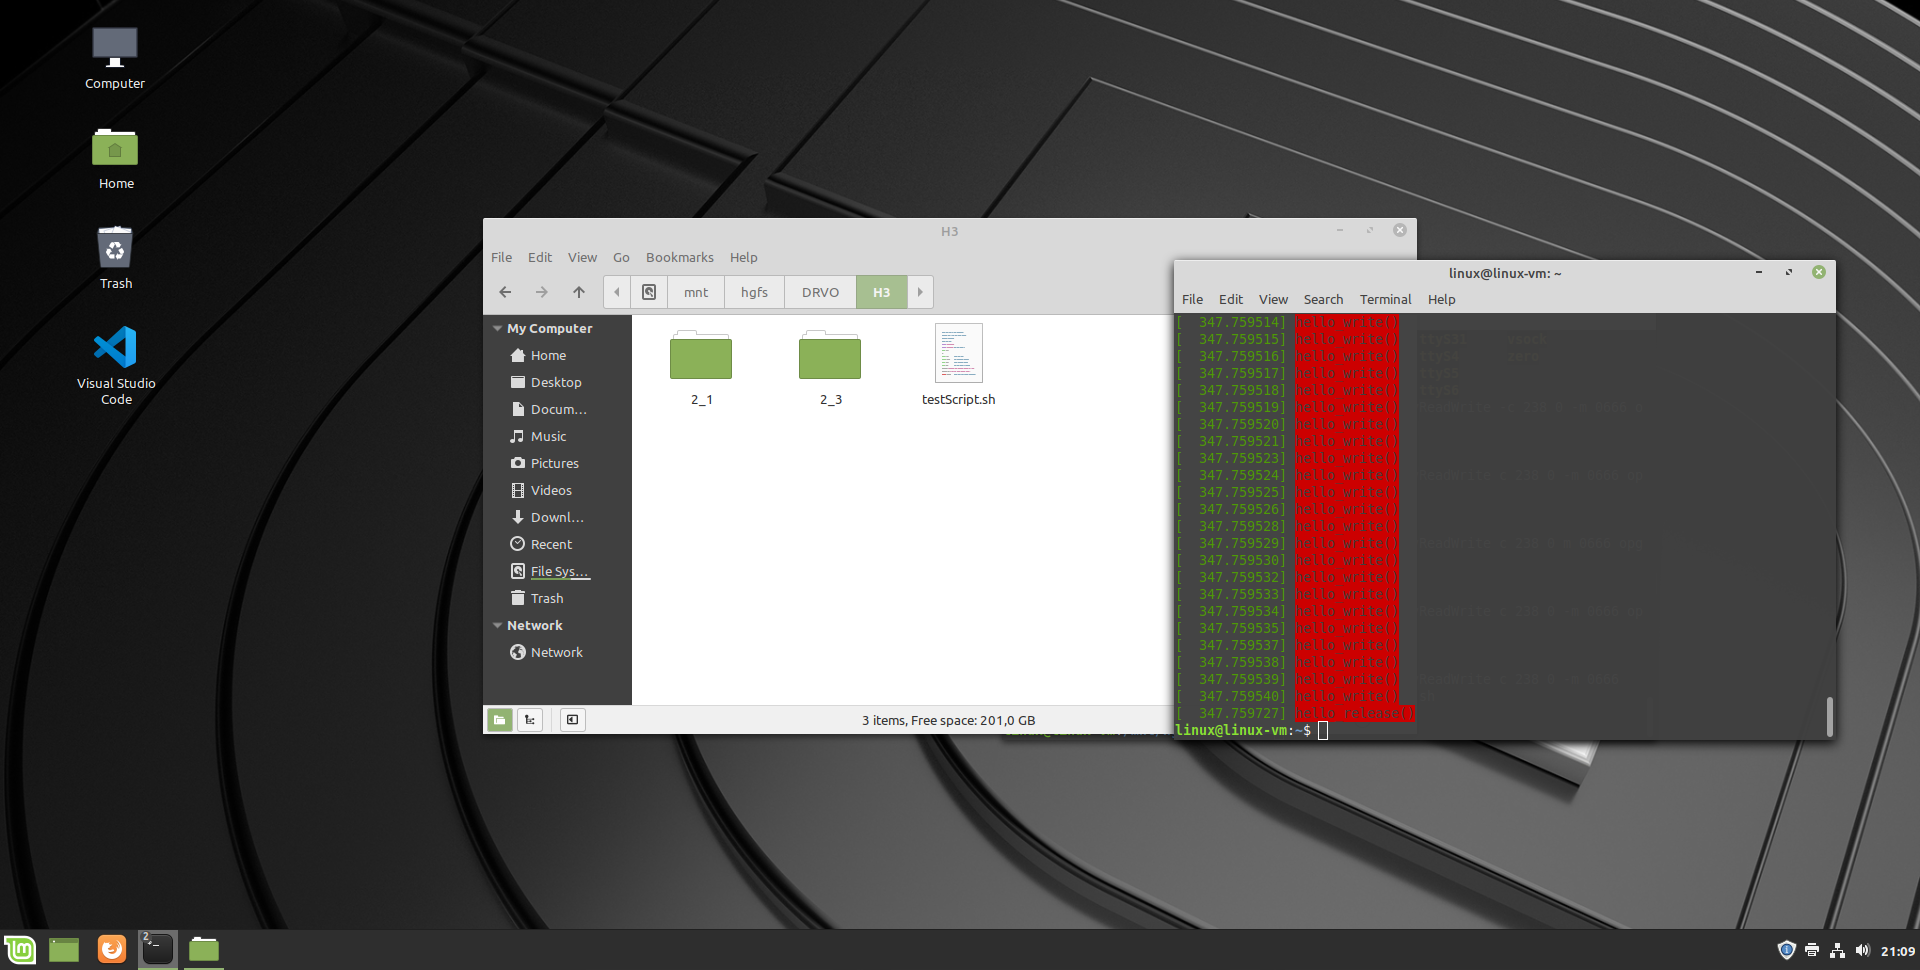 Computer
Home
Trash
Visual Studio
Code
H3
File Edit View Go Bookmarks Help
mnt hgfs DRVO H3
My Computer
Home
Desktop
Docum...
Music
Pictures
Videos
Downl...
Recent
File Sys...
Trash
Network
Network
2_1 2_3 testScript.sh
3 items, Free space: 201,0 GB
linux@linux-vm: ~
File Edit View Search Terminal Help
[ 347.759514] hello_write()
[ 347.759515] hello_write()
[ 347.759516] hello_write()
[ 347.759517] hello_write()
[ 347.759518] hello_write()
[ 347.759519] hello_write()
[ 347.759520] hello_write()
[ 347.759521] hello_write()
[ 347.759523] hello_write()
[ 347.759524] hello_write()
[ 347.759525] hello_write()
[ 347.759526] hello_write()
[ 347.759528] hello_write()
[ 347.759529] hello_write()
[ 347.759530] hello_write()
[ 347.759532] hello_write()
[ 347.759533] hello_write()
[ 347.759534] hello_write()
[ 347.759535] hello_write()
[ 347.759537] hello_write()
[ 347.759538] hello_write()
[ 347.759539] hello_write()
[ 347.759540] hello_write()
[ 347.759727] hello_release()
linux@linux-vm:~$
2
21:09